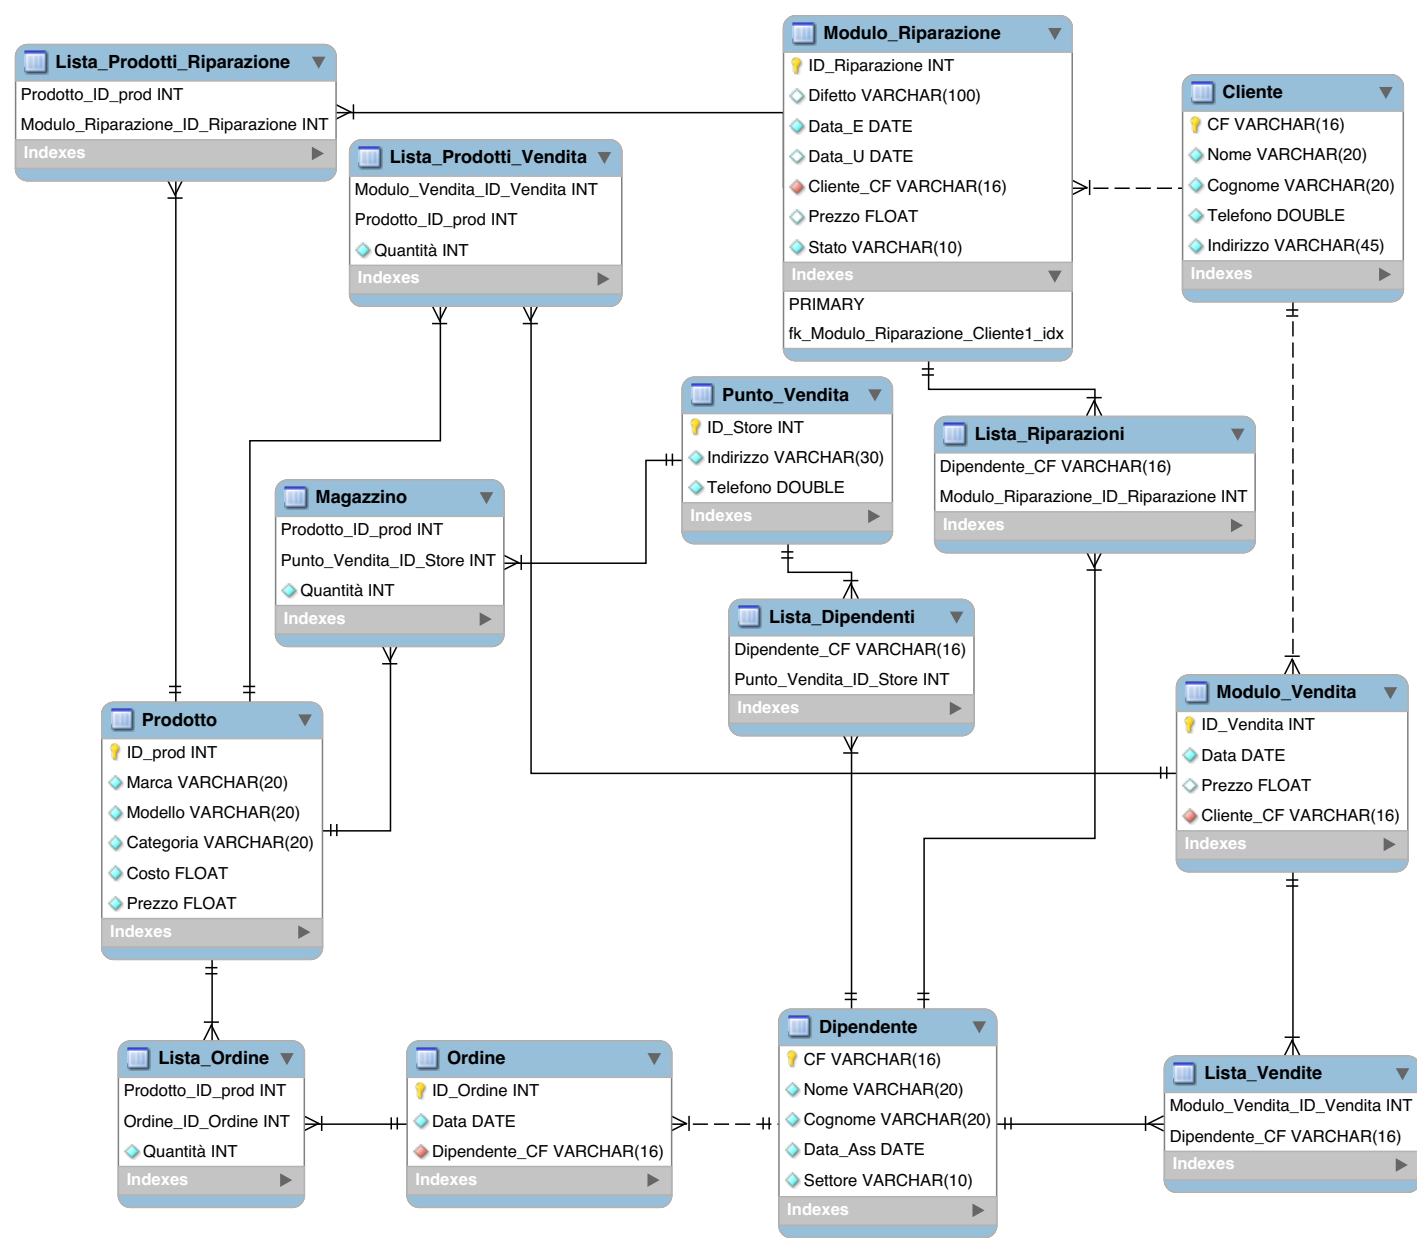 Lista_Prodotti_Riparazione
Prodotto_ID_prod INT
Modulo_Riparazione_ID_Riparazione INT
Indexes
Lista_Prodotti_Vendita
Modulo_Vendita_ID_Vendita INT
Prodotto_ID_prod INT
Quantità INT
Indexes
Modulo_Riparazione
ID_Riparazione INT
Difetto VARCHAR(100)
Data_E DATE
Data_U DATE
Cliente_CF VARCHAR(16)
Prezzo FLOAT
Stato VARCHAR(10)
Indexes
PRIMARY
fk_Modulo_Riparazione_Cliente1_idx
Cliente
CF VARCHAR(16)
Nome VARCHAR(20)
Cognome VARCHAR(20)
Telefono DOUBLE
Indirizzo VARCHAR(45)
Indexes
Punto_Vendita
ID_Store INT
Indirizzo VARCHAR(30)
Telefono DOUBLE
Indexes
Lista_Riparazioni
Dipendente_CF VARCHAR(16)
Modulo_Riparazione_ID_Riparazione INT
Indexes
Magazzino
Prodotto_ID_prod INT
Punto_Vendita_ID_Store INT
Quantità INT
Indexes
Lista_Dipendenti
Dipendente_CF VARCHAR(16)
Punto_Vendita_ID_Store INT
Indexes
Modulo_Vendita
ID_Vendita INT
Data DATE
Prezzo FLOAT
Cliente_CF VARCHAR(16)
Indexes
Prodotto
ID_prod INT
Marca VARCHAR(20)
Modello VARCHAR(20)
Categoria VARCHAR(20)
Costo FLOAT
Prezzo FLOAT
Indexes
Lista_Ordine
Prodotto_ID_prod INT
Ordine_ID_Ordine INT
Quantità INT
Indexes
Ordine
ID_Ordine INT
Data DATE
Dipendente_CF VARCHAR(16)
Indexes
Dipendente
CF VARCHAR(16)
Nome VARCHAR(20)
Cognome VARCHAR(20)
Data_Ass DATE
Settore VARCHAR(10)
Indexes
Lista_Vendite
Modulo_Vendita_ID_Vendita INT
Dipendente_CF VARCHAR(16)
Indexes